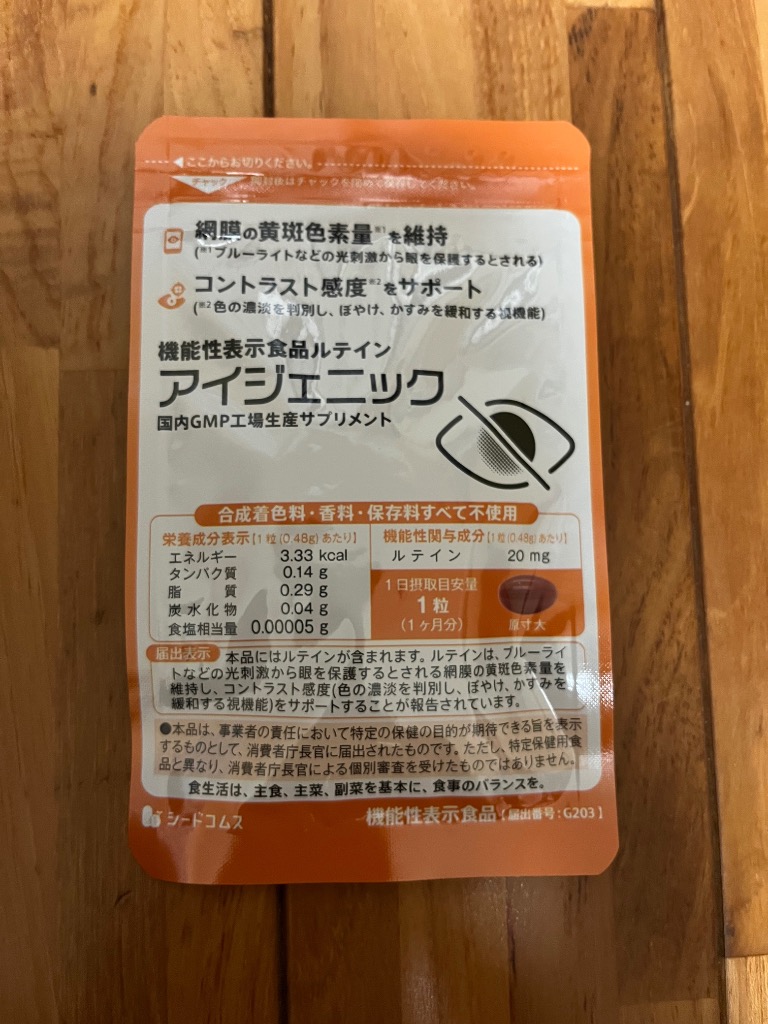 ◀ここからお切りください。
チャック 開封後はチャックを閉めて保存してください。
網膜の黄斑色素量※1を維持
(※1ブルーライトなどの光刺激から眼を保護するとされる)
コントラスト感度※2をサポート
(※2色の濃淡を判別し、ぼやけ、かすみを緩和する視機能)
機能性表示食品ルテイン
アイジェニック
国内GMP工場生産サプリメント
合成着色料・香料・保存料すべて不使用
栄養成分表示【1粒(0.48g)あたり】
エネルギー 3.33 kcal
タンパク質 0.14 g
脂質 0.29 g
炭水化物 0.04 g
食塩相当量 0.00005 g
機能性関与成分【1粒(0.48g)あたり】
ルテイン 20 mg
1日摂取目安量
1粒
(1ヶ月分)
原寸大
届出表示 本品にはルテインが含まれます。ルテインは、ブルーライ
トなどの光刺激から眼を保護するとされる網膜の黄斑色素量を
維持し、コントラスト感度(色の濃淡を判別し、ぼやけ、かすみを
緩和する視機能)をサポートすることが報告されています。
●本品は、事業者の責任において特定の保健の目的が期待できる旨を表示
するものとして、消費者庁長官に届出されたものです。ただし、特定保健用食
品と異なり、消費者庁長官による個別審査を受けたものではありません。
食生活は、主食、主菜、副菜を基本に、食事のバランスを。
シードコムス
機能性表示食品【届出番号:G203】